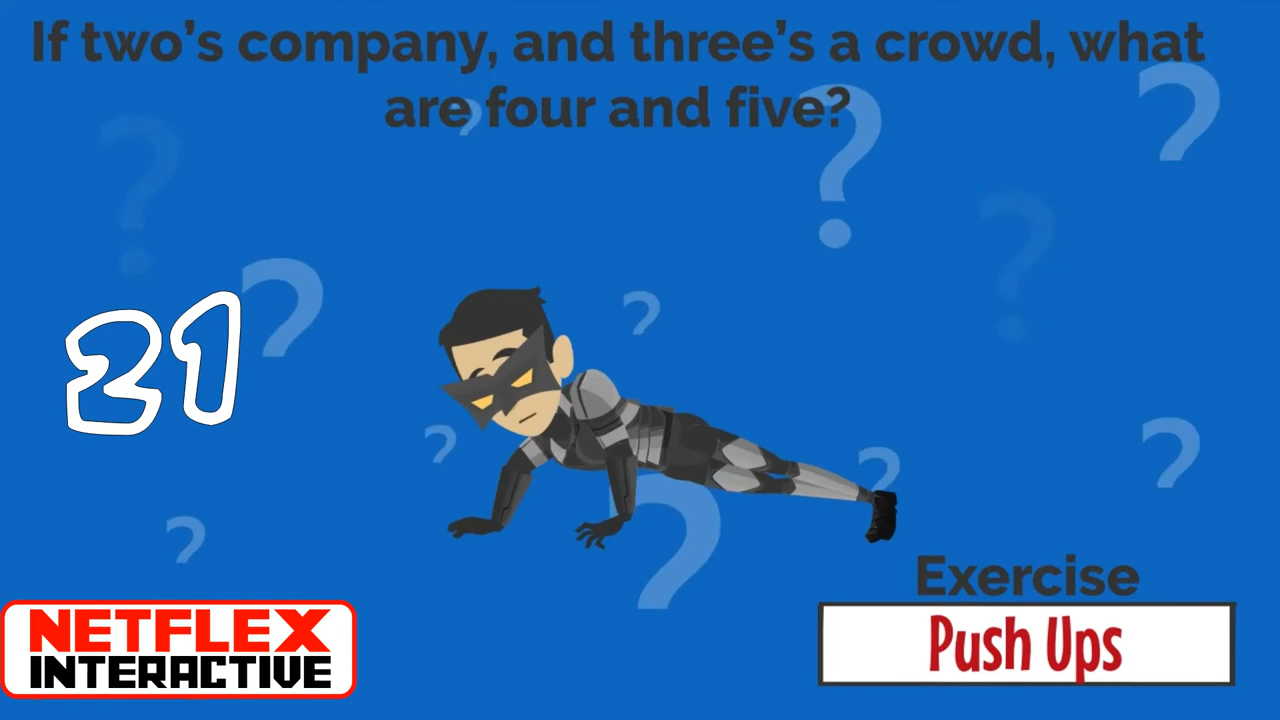 If two’s company, and three’s a crowd, what
are four and five?
21
Exercise
Push Ups
NETFLEX
INTERACTIVE